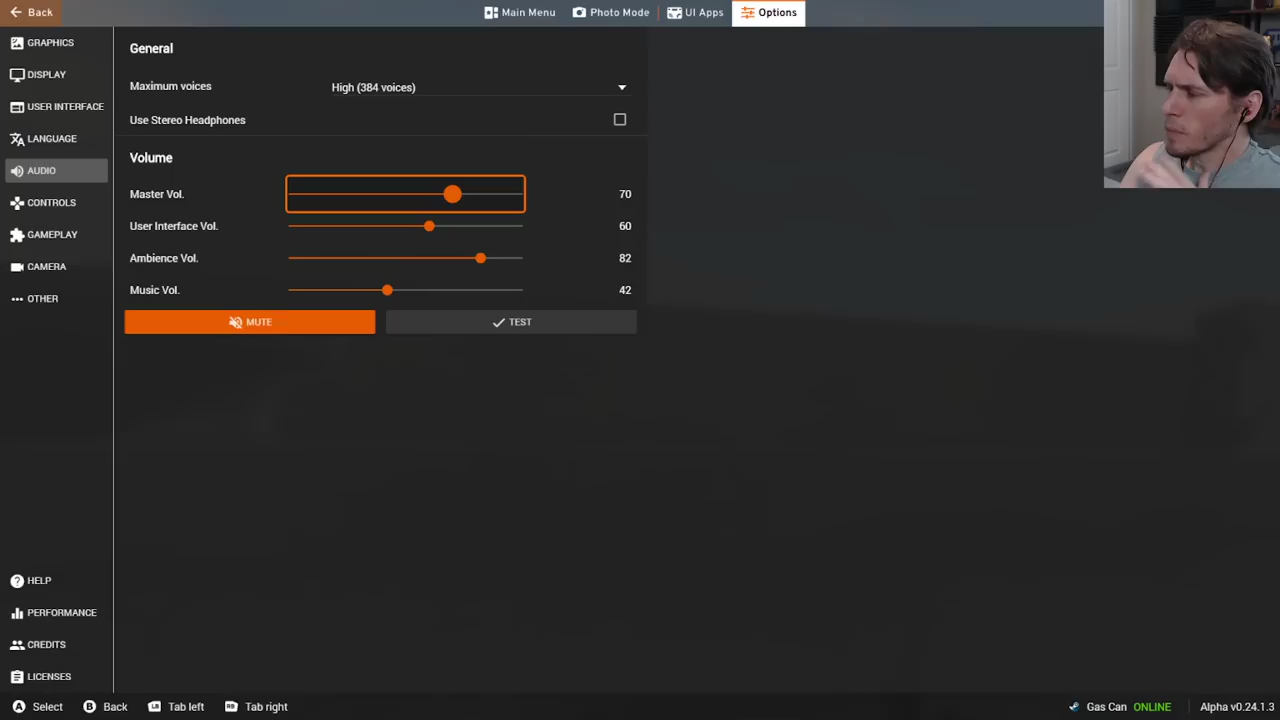 Back
Main Menu
Photo Mode
UI Apps
Options
GRAPHICS
DISPLAY
USER INTERFACE
LANGUAGE
AUDIO
CONTROLS
GAMEPLAY
CAMERA
OTHER
HELP
PERFORMANCE
CREDITS
LICENSES
General
Maximum voices High (384 voices)
Use Stereo Headphones
Volume
Master Vol. 70
User Interface Vol. 60
Ambience Vol. 82
Music Vol. 42
MUTE
TEST
A Select B Back LB Tab left RB Tab right
Gas Can ONLINE Alpha v0.24.1.3